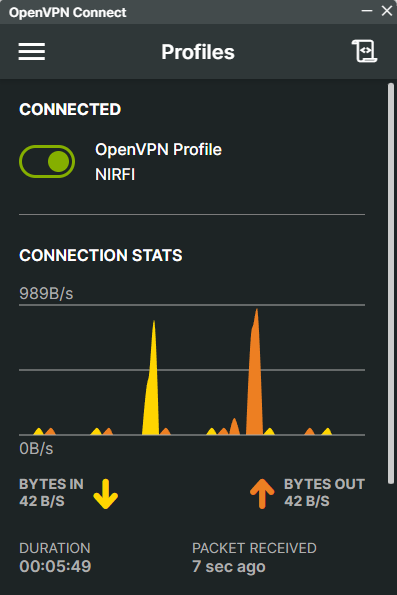 OpenVPN Connect
Profiles
CONNECTED
OpenVPN Profile
NIRFI
CONNECTION STATS
989B/s
0B/s
BYTES IN
42 B/S
BYTES OUT
42 B/S
DURATION
00:05:49
PACKET RECEIVED
7 sec ago